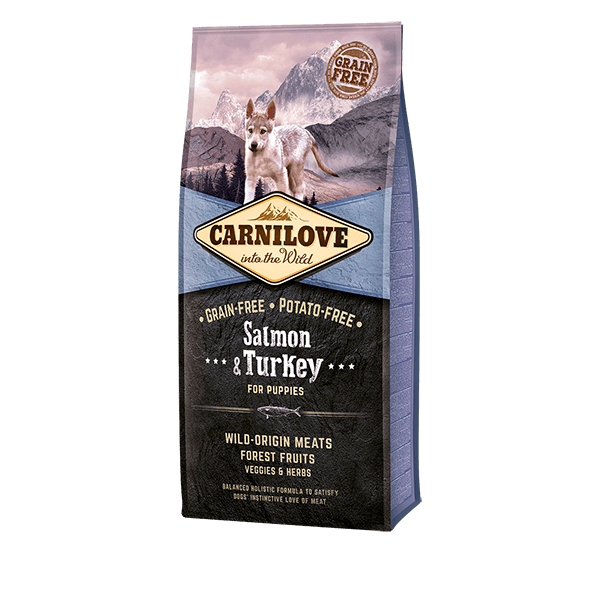 GRAIN
FREE
CARNILOVE
into the Wild
GRAIN-FREE • POTATO-FREE •
Salmon
& Turkey
FOR PUPPIES
WILD-ORIGIN MEATS
FOREST FRUITS
VEGGIES & HERBS
BALANCED HOLISTIC FORMULA TO SATISFY
DOGS' INSTINCTIVE LOVE OF MEAT